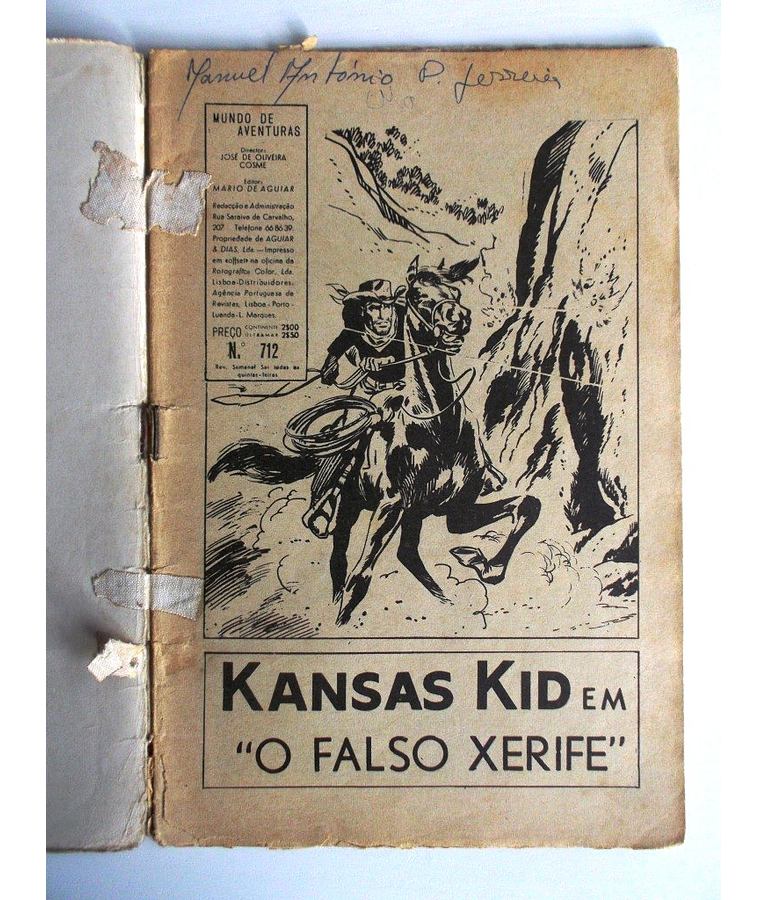 Manuel António P. Ferreira
MUNDO DE
AVENTURAS
Director:
JOSÉ DE OLIVEIRA
COSME
Editor:
MARIO DE AGUIAR
Redacção e Administração
Rua Saraiva de Carvalho,
207 Telefone 66 86 39.
Propriedade de AGUIAR
& DIAS, Lda. — Impresso
em «offset» na oficina da
Rotografia Color, Lda.
Lisboa-Distribuidores:
Agência Portuguesa de
Revistas, Lisboa - Porto -
Luanda - L. Marques.
PREÇO CONTINENTE 2$00
ULTRAMAR 2$50
N.º 712
Rev. Semanal Sai todas as
quintas-feiras
KANSAS KID EM
“O FALSO XERIFE”